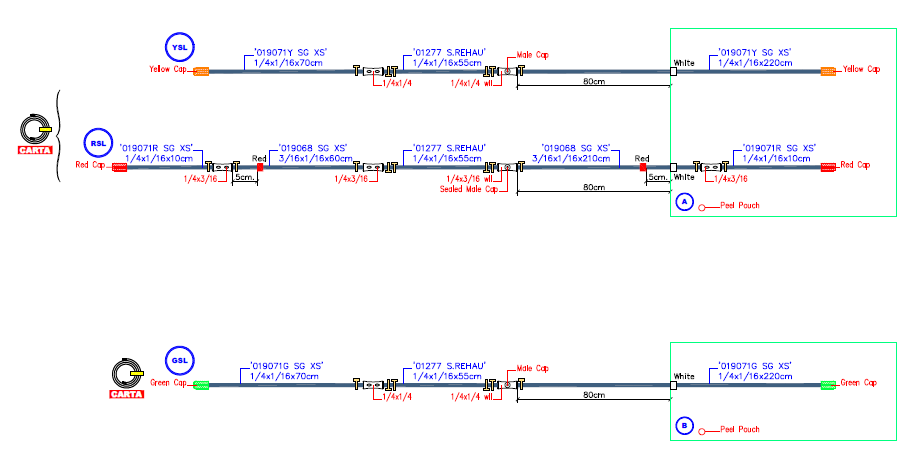 YSL
'019071Y SG XS'
1/4x1/16x70cm
'01277 S.REHAU'
1/4x1/16x55cm
Male Cap
'019071Y SG XS'
1/4x1/16x220cm
Yellow Cap
White
Yellow Cap
1/4x1/4
1/4x1/4 wll
80cm
CARTA
RSL
'019071R SG XS'
1/4x1/16x10cm
Red
'019068 SG XS'
3/16x1/16x60cm
'01277 S.REHAU'
1/4x1/16x55cm
'019068 SG XS'
3/16x1/16x210cm
Red
'019071R SG XS'
1/4x1/16x10cm
Red Cap
Red Cap
1/4x3/16
5cm.
1/4x3/16
1/4x3/16 wll
Sealed Male Cap
80cm
5cm.
White
1/4x3/16
A
Peel Pouch
GSL
'019071G SG XS'
1/4x1/16x70cm
'01277 S.REHAU'
1/4x1/16x55cm
Male Cap
'019071G SG XS'
1/4x1/16x220cm
Green Cap
White
Green Cap
CARTA
1/4x1/4
1/4x1/4 wll
80cm
B
Peel Pouch